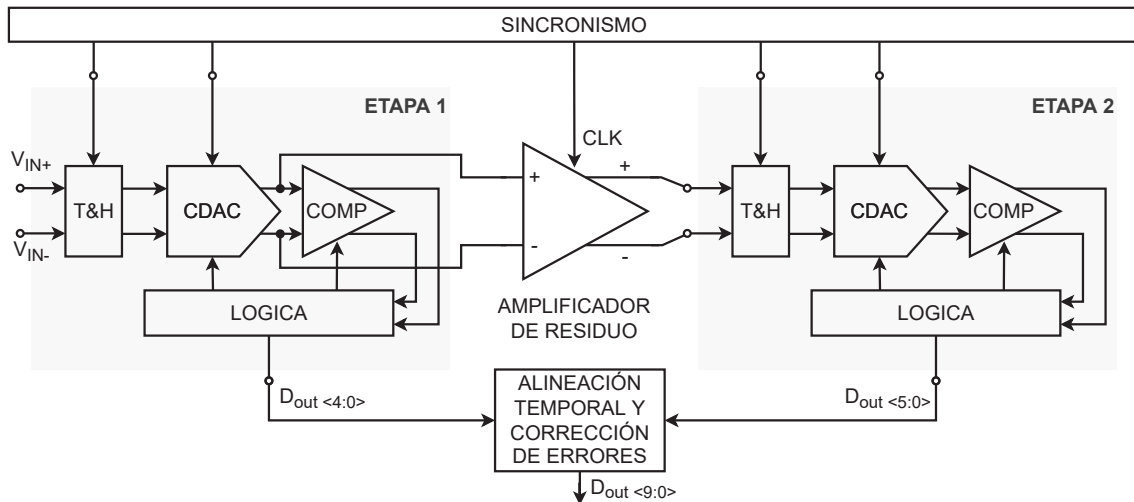 SINCRONISMO
ETAPA 1
ETAPA 2
CLK
V_IN+
V_IN-
T&H
CDAC
COMP
+
-
+
-
T&H
CDAC
COMP
LOGICA
AMPLIFICADOR
DE RESIDUO
LOGICA
D_out <4:0>
ALINEACIÓN
TEMPORAL Y
CORRECCIÓN
DE ERRORES
D_out <5:0>
D_out <9:0>